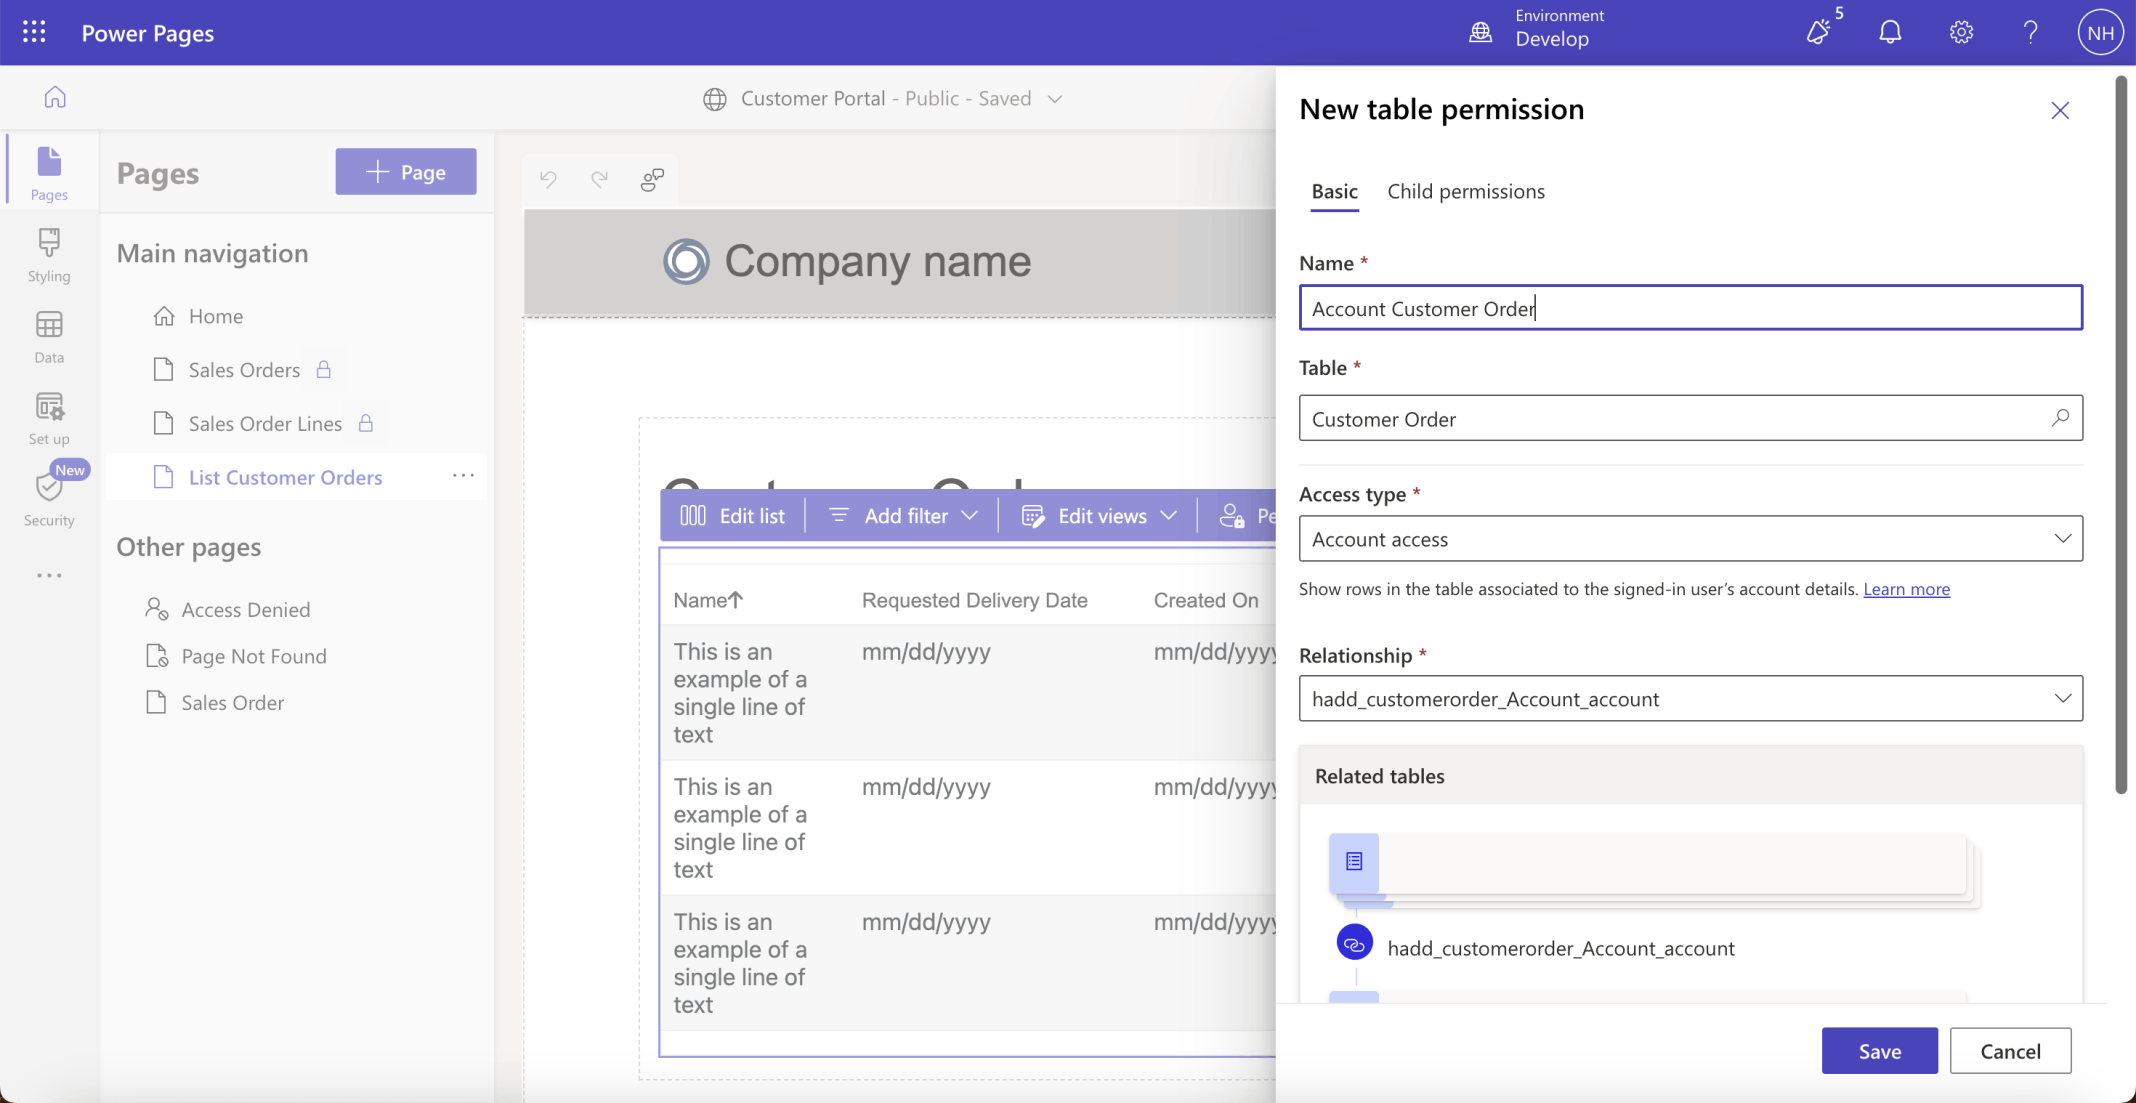 Power Pages
Environment
Develop
5
NH
Customer Portal - Public - Saved
Pages
Styling
Data
Set up
New
Security
Pages
Page
Main navigation
Home
Sales Orders
Sales Order Lines
List Customer Orders
Other pages
Access Denied
Page Not Found
Sales Order
Company name
Edit list
Add filter
Edit views
Name
Requested Delivery Date
Created On
This is an
example of a
single line of
text
mm/dd/yyyy
mm/dd/yyyy
This is an
example of a
single line of
text
mm/dd/yyyy
mm/dd/yyyy
This is an
example of a
single line of
text
mm/dd/yyyy
mm/dd/yyyy
New table permission
Basic
Child permissions
Name *
Account Customer Order
Table *
Customer Order
Access type *
Account access
Show rows in the table associated to the signed-in user’s account details. Learn more
Relationship *
hadd_customerorder_Account_account
Related tables
hadd_customerorder_Account_account
Save
Cancel